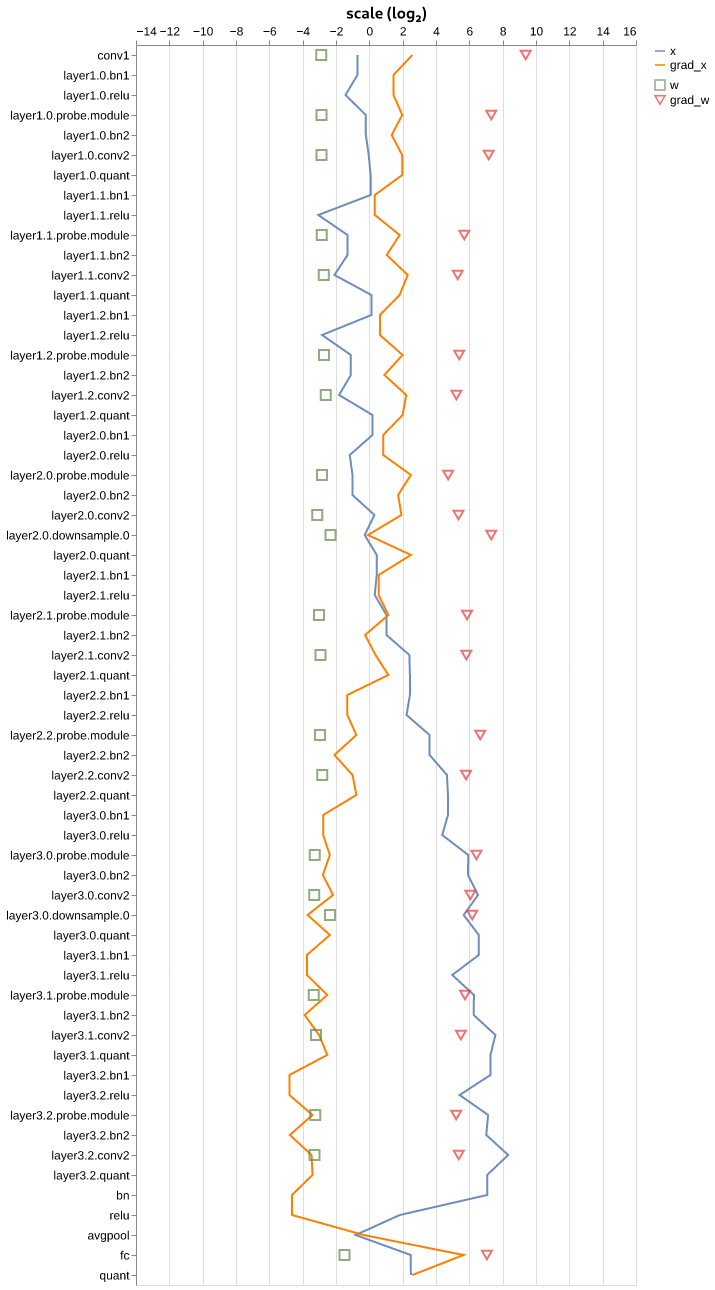 scale (log₂)
−14 −12 −10 −8 −6 −4 −2 0 2 4 6 8 10 12 14 16
x
grad_x
w
grad_w
conv1
layer1.0.bn1
layer1.0.relu
layer1.0.probe.module
layer1.0.bn2
layer1.0.conv2
layer1.0.quant
layer1.1.bn1
layer1.1.relu
layer1.1.probe.module
layer1.1.bn2
layer1.1.conv2
layer1.1.quant
layer1.2.bn1
layer1.2.relu
layer1.2.probe.module
layer1.2.bn2
layer1.2.conv2
layer1.2.quant
layer2.0.bn1
layer2.0.relu
layer2.0.probe.module
layer2.0.bn2
layer2.0.conv2
layer2.0.downsample.0
layer2.0.quant
layer2.1.bn1
layer2.1.relu
layer2.1.probe.module
layer2.1.bn2
layer2.1.conv2
layer2.1.quant
layer2.2.bn1
layer2.2.relu
layer2.2.probe.module
layer2.2.bn2
layer2.2.conv2
layer2.2.quant
layer3.0.bn1
layer3.0.relu
layer3.0.probe.module
layer3.0.bn2
layer3.0.conv2
layer3.0.downsample.0
layer3.0.quant
layer3.1.bn1
layer3.1.relu
layer3.1.probe.module
layer3.1.bn2
layer3.1.conv2
layer3.1.quant
layer3.2.bn1
layer3.2.relu
layer3.2.probe.module
layer3.2.bn2
layer3.2.conv2
layer3.2.quant
bn
relu
avgpool
fc
quant